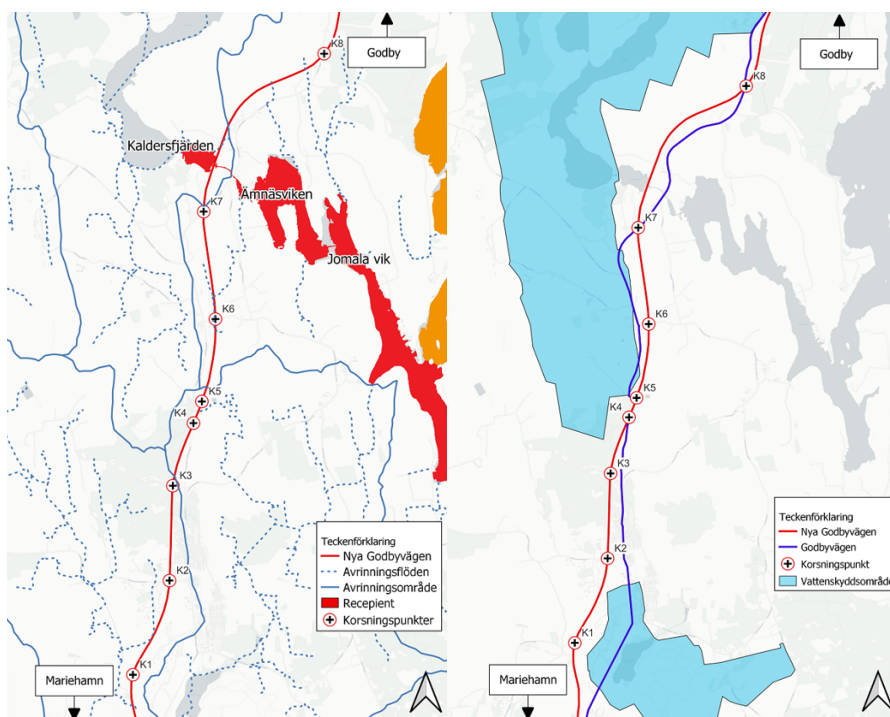 K8
Godby
Kaldersfjärden
Ämnäsviken
K7
Jomala vik
K6
K5
K4
K3
K2
K1
Mariehamn
Teckenförklaring
Nya Godbyvägen
Avrinningsflöden
Avrinningsområde
Recepient
Korsningspunkter
K8
Godby
K7
K6
K5
K4
K3
K2
K1
Mariehamn
Teckenförklaring
Nya Godbyvägen
Godbyvägen
Korsningspunkt
Vattenskyddsområde